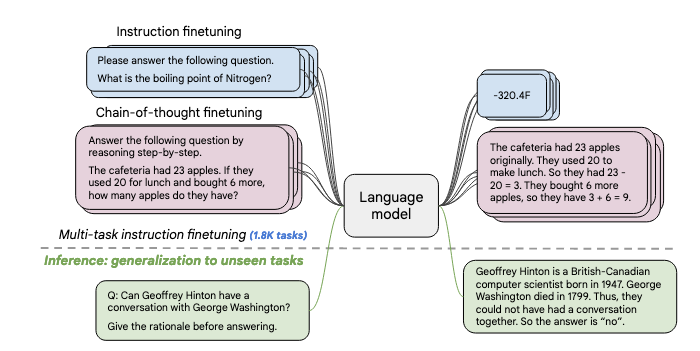 Instruction finetuning
Please answer the following question.
What is the boiling point of Nitrogen?
-320.4F
Chain-of-thought finetuning
Answer the following question by
reasoning step-by-step.
The cafeteria had 23 apples. If they
used 20 for lunch and bought 6 more,
how many apples do they have?
The cafeteria had 23 apples
originally. They used 20 to
make lunch. So they had 23 -
20 = 3. They bought 6 more
apples, so they have 3 + 6 = 9.
Language
model
Multi-task instruction finetuning (1.8K tasks)
Inference: generalization to unseen tasks
Q: Can Geoffrey Hinton have a
conversation with George Washington?
Give the rationale before answering.
Geoffrey Hinton is a British-Canadian
computer scientist born in 1947. George
Washington died in 1799. Thus, they
could not have had a conversation
together. So the answer is “no”.